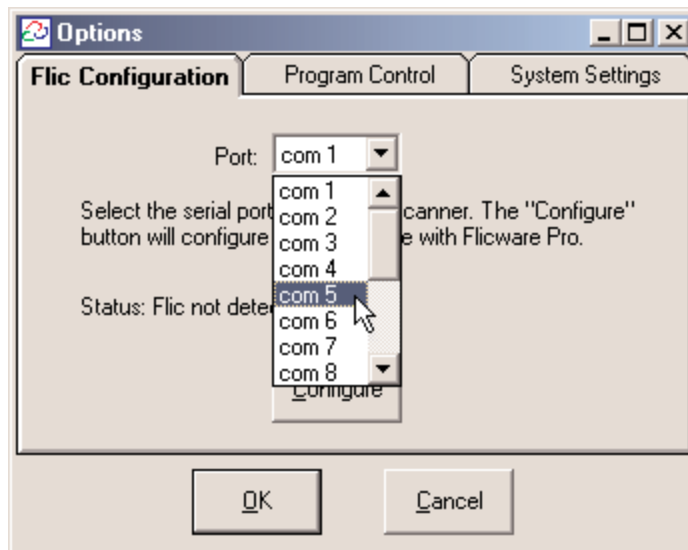 Options
Flic Configuration Program Control System Settings
Port: com 1
com 1
Select the serial port canner. The "Configure"
com 2
button will configure e with Flicware Pro.
com 3
com 4
com 5
Status: Flic not dete
com 6
com 7
com 8
Configure
OK Cancel